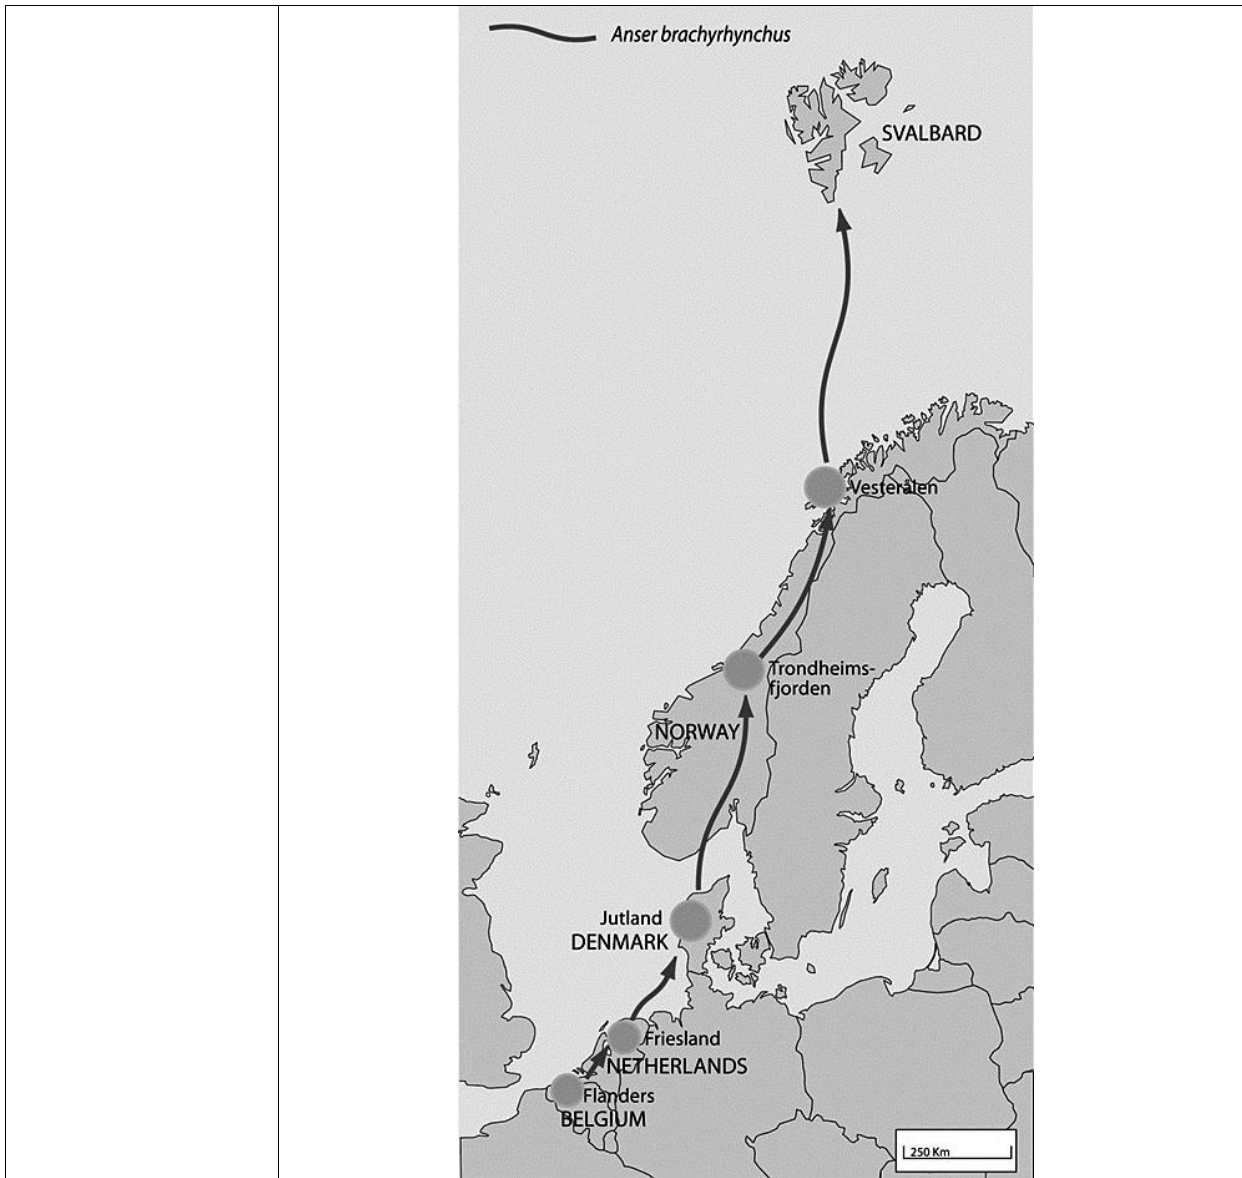 Anser brachyrhynchus
SVALBARD
Vesterålen
Trondheims-
fjorden
NORWAY
Jutland
DENMARK
Friesland
NETHERLANDS
Flanders
BELGIUM
250 Km